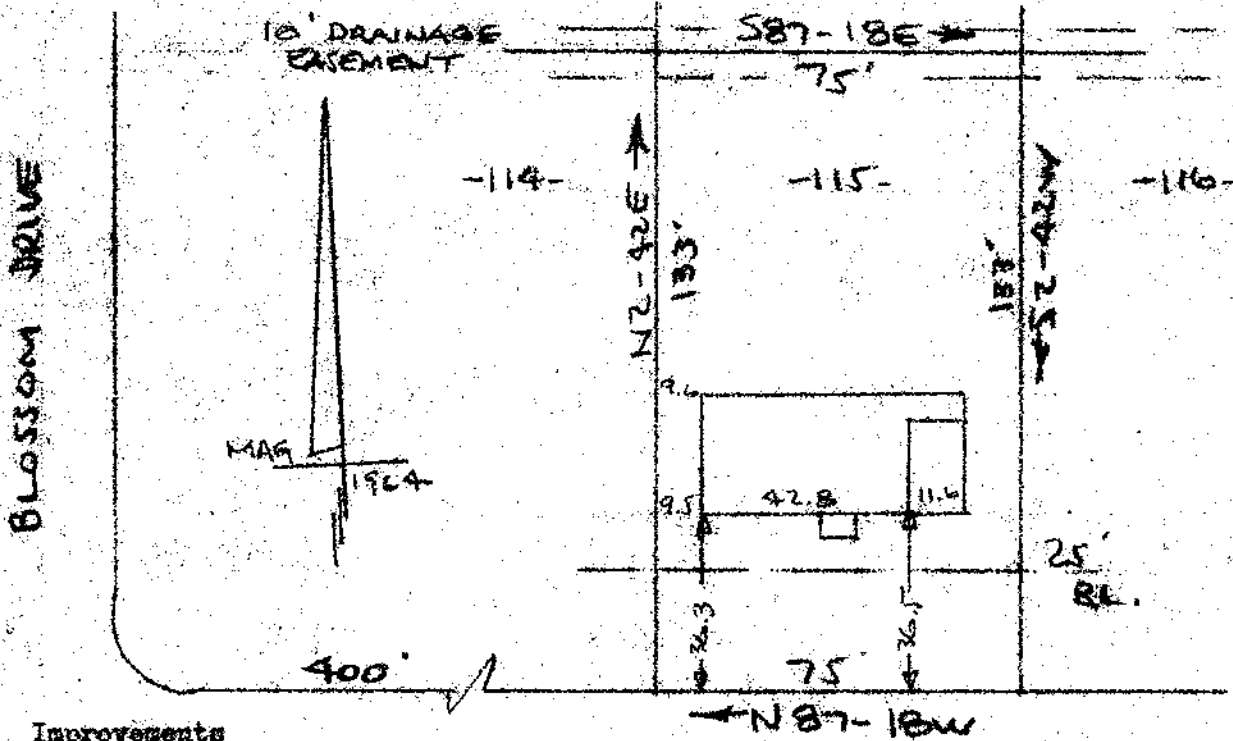 10' DRAINAGE
EASEMENT
S87-18E
75'
BLOSSOM DRIVE
-114-
-115-
-116-
N2-42E
133'
133'
S2-42W
MAG
1964
9.6
9.5
42.8
11.6
25'
BL.
36.3
36.5
400'
75
N87-18W
Improvements